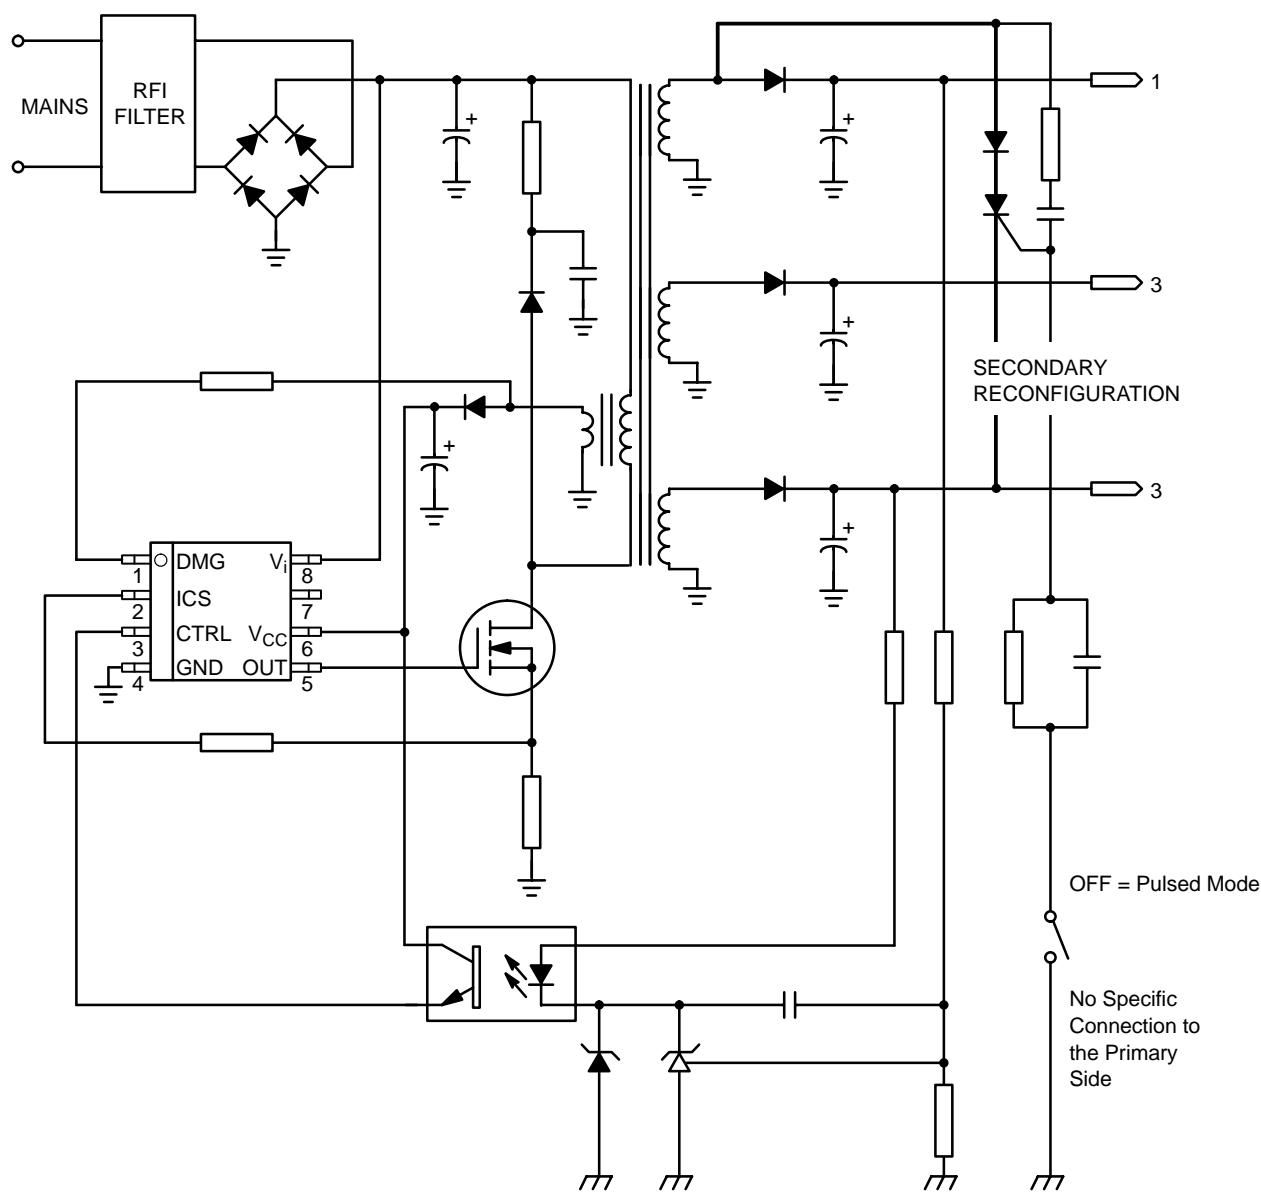 MAINS
RFI
FILTER
+
+
1
+
3
SECONDARY
RECONFIGURATION
+
+
3
DMG
Vi
1
8
ICS
2
7
CTRL
VCC
3
6
GND
OUT
4
5
OFF = Pulsed Mode
No Specific
Connection to
the Primary
Side